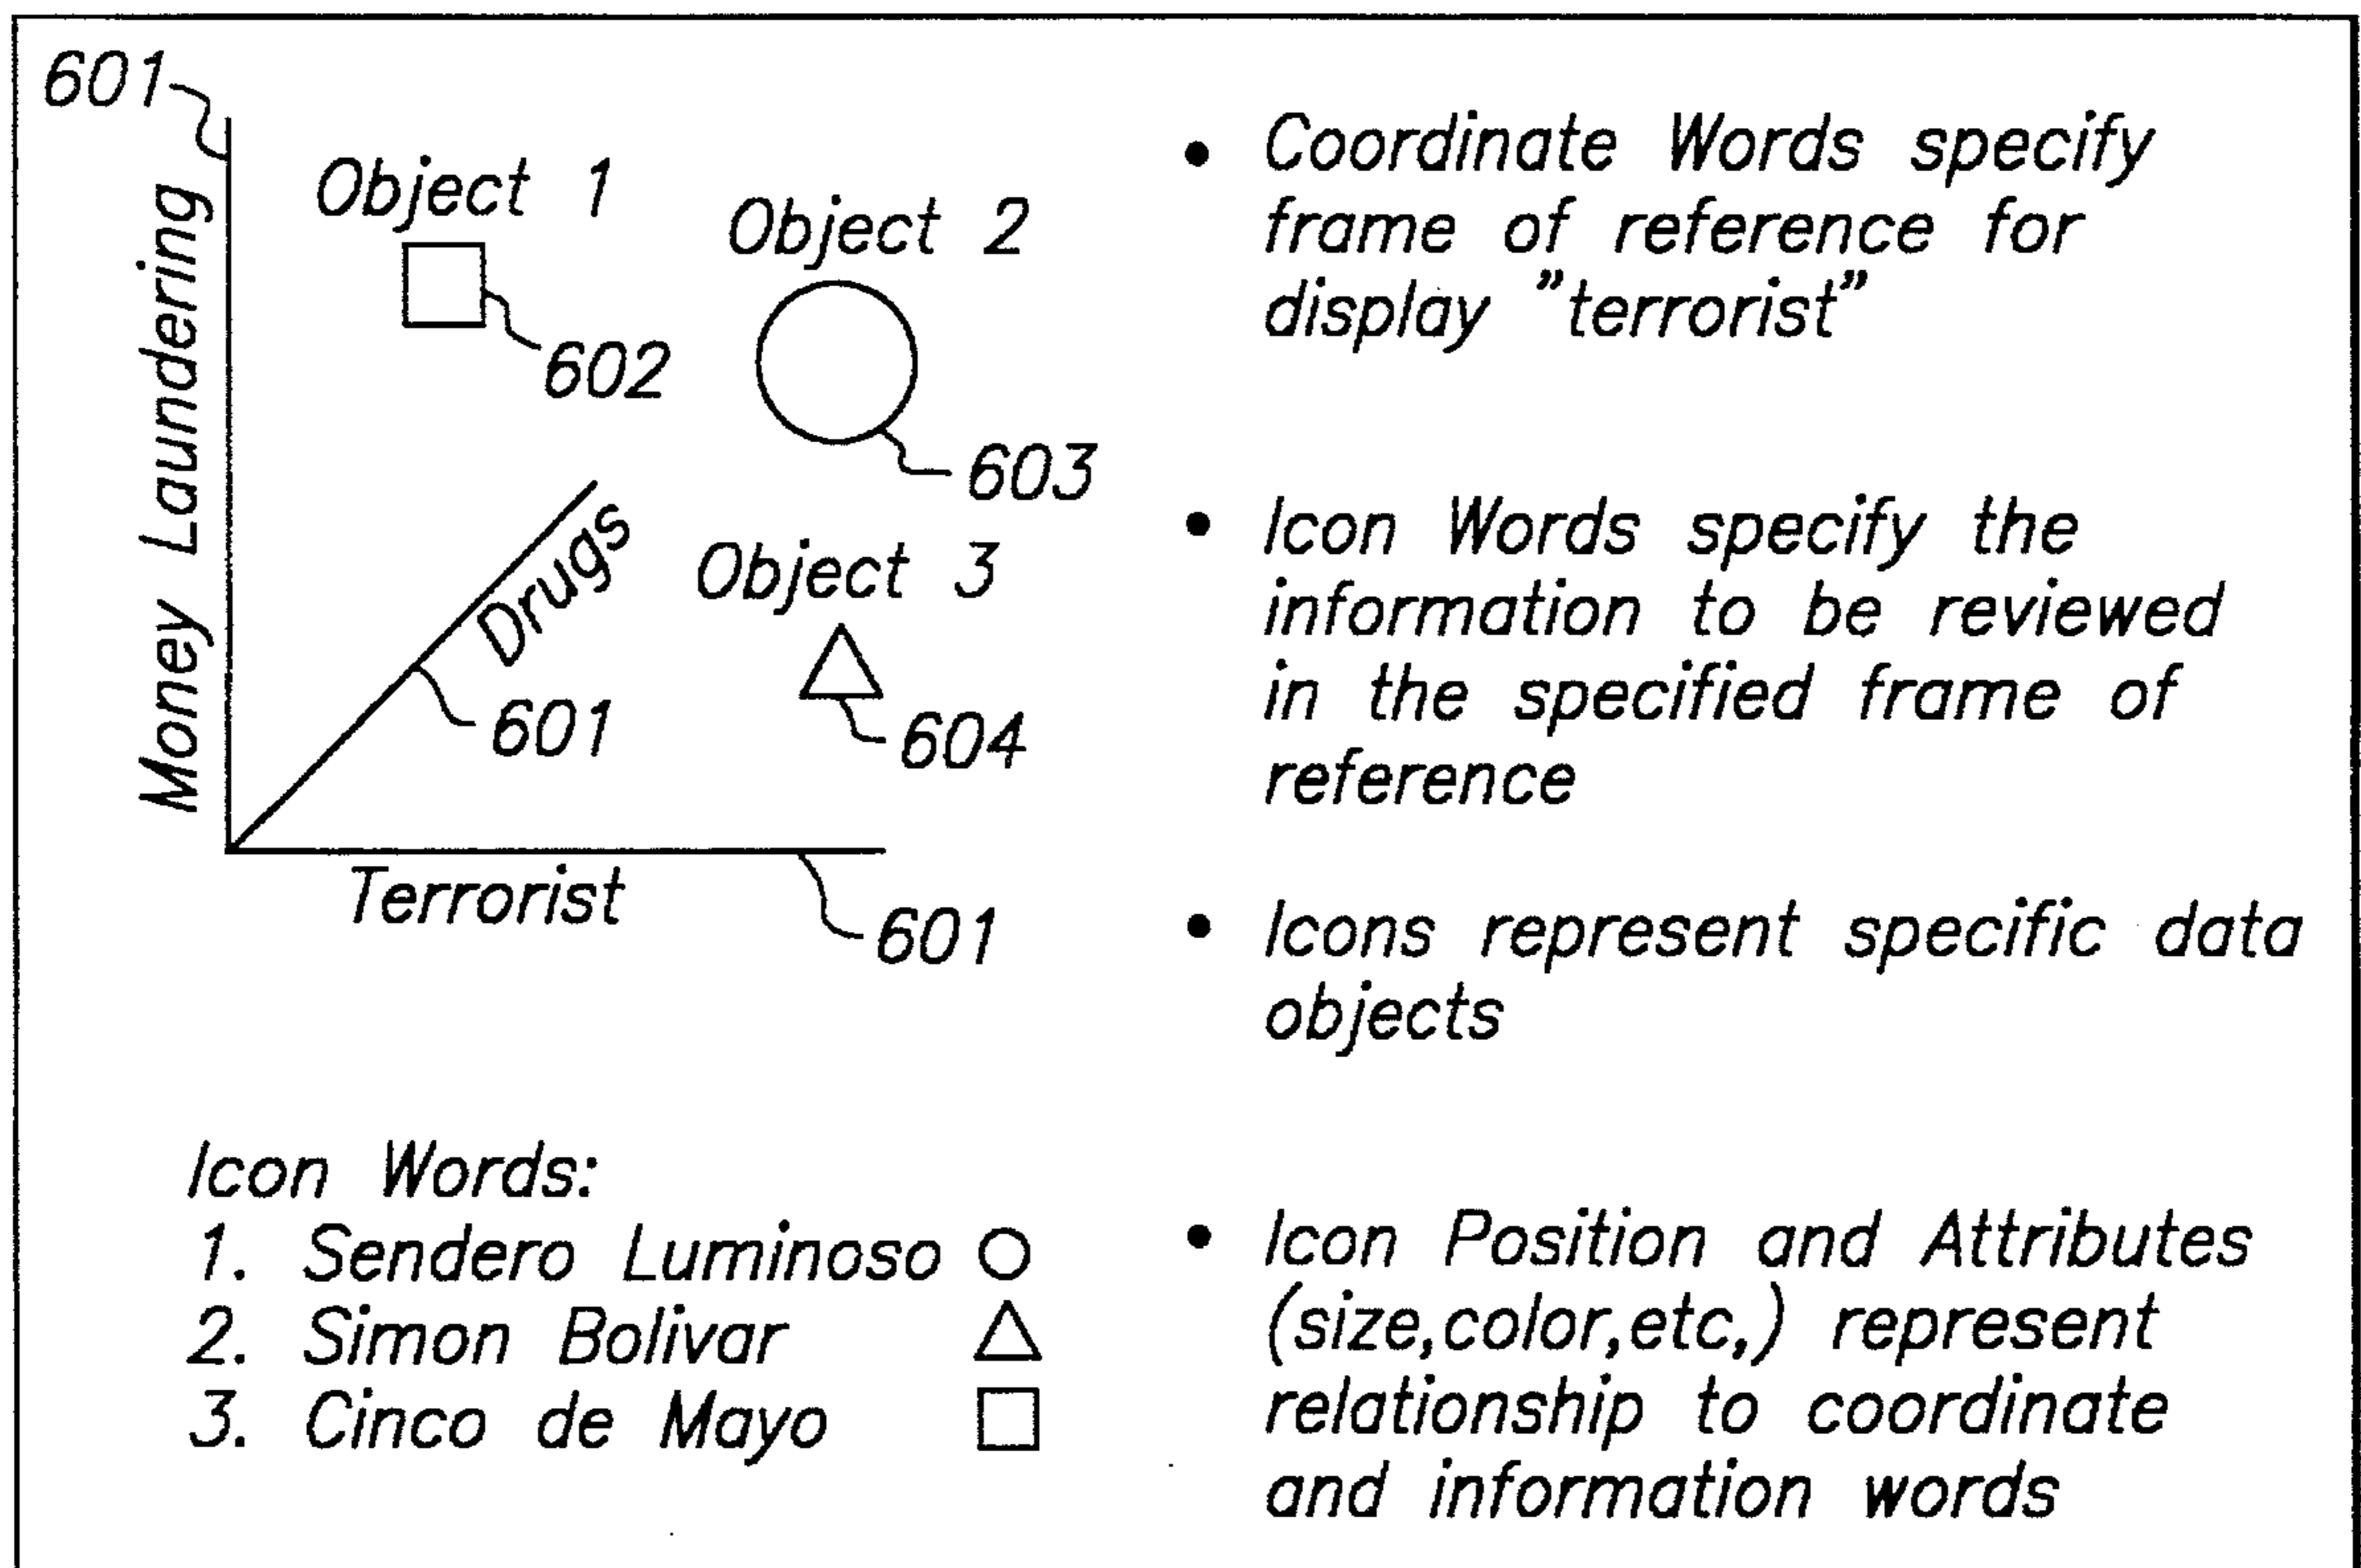 601
Money Laundering
Object 1
602
Object 2
603
Drugs
601
Object 3
604
Terrorist
601
Icon Words:
1. Sendero Luminoso
2. Simon Bolivar
3. Cinco de Mayo
• Coordinate Words specify
frame of reference for
display "terrorist"
• Icon Words specify the
information to be reviewed
in the specified frame of
reference
• Icons represent specific data
objects
• Icon Position and Attributes
(size,color,etc,) represent
relationship to coordinate
and information words